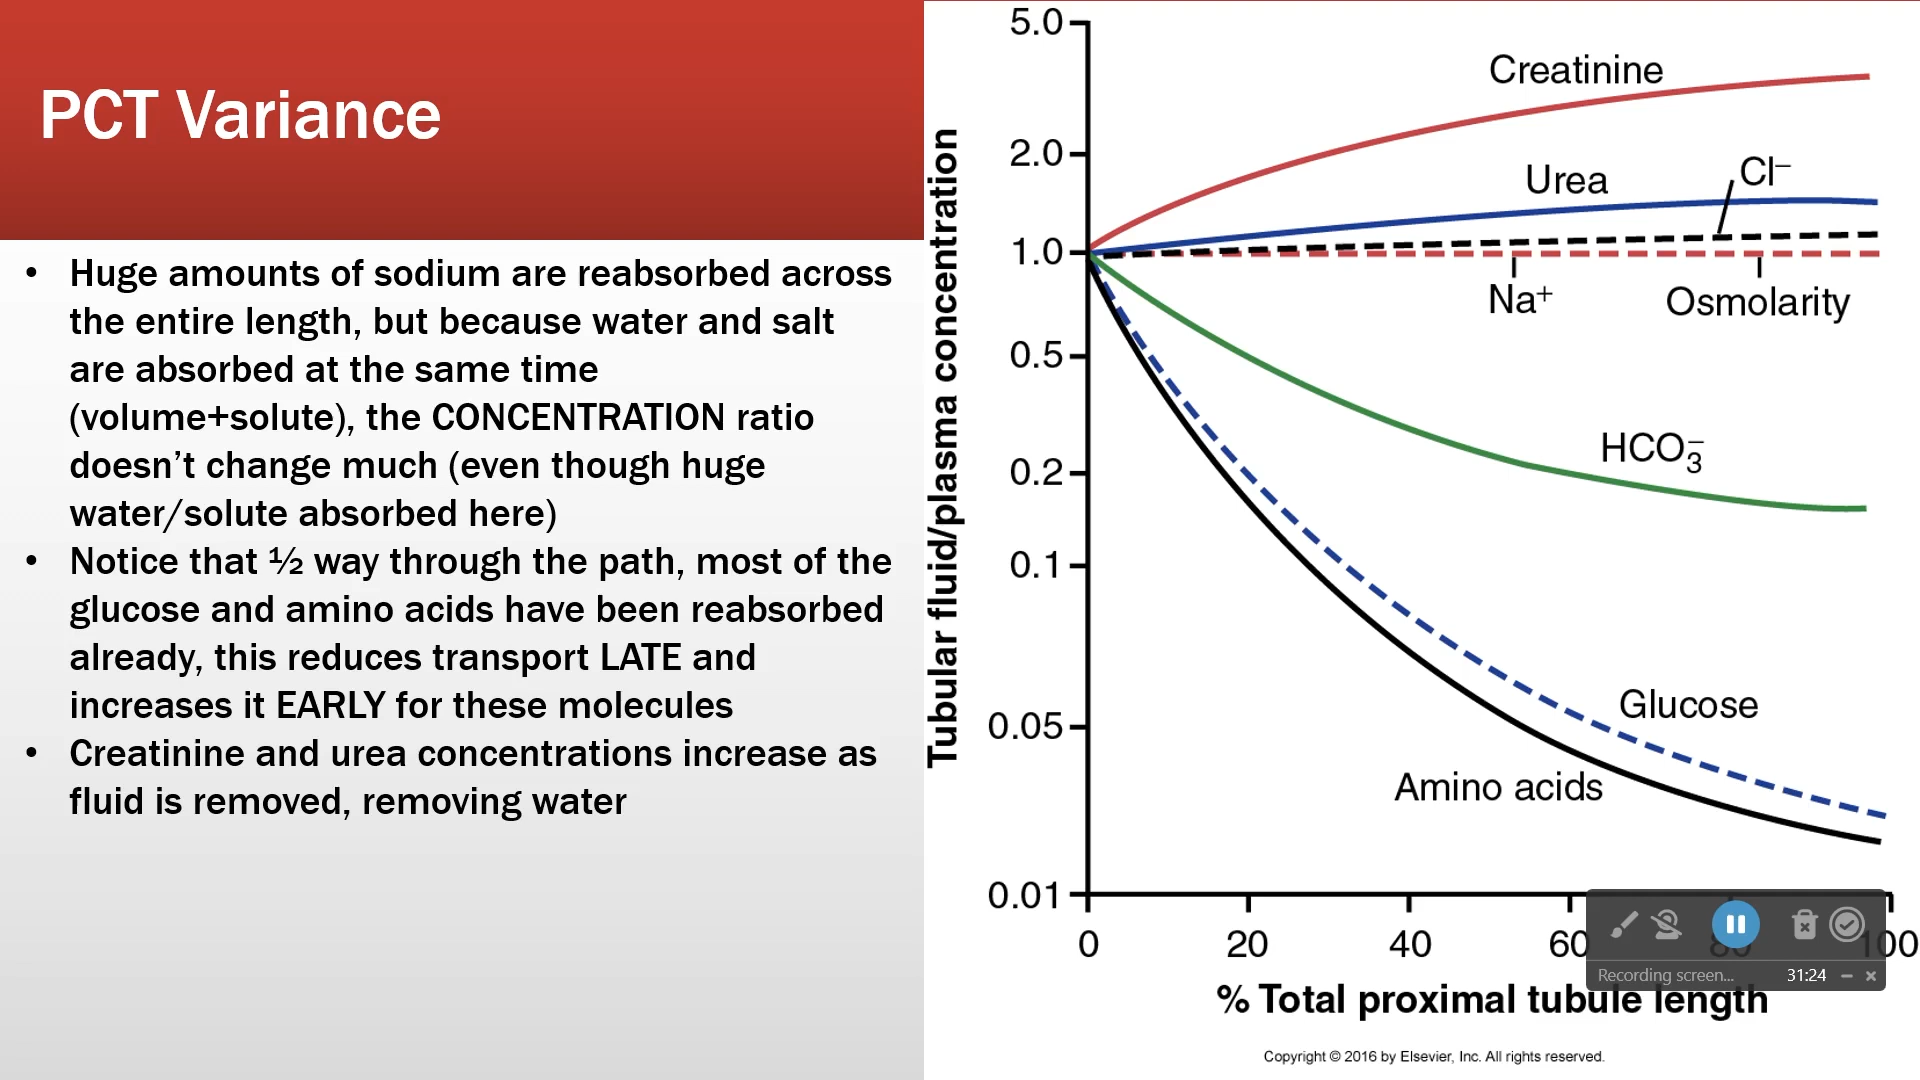 PCT Variance
• Huge amounts of sodium are reabsorbed across
the entire length, but because water and salt
are absorbed at the same time
(volume+solute), the CONCENTRATION ratio
doesn’t change much (even though huge
water/solute absorbed here)
• Notice that ½ way through the path, most of the
glucose and amino acids have been reabsorbed
already, this reduces transport LATE and
increases it EARLY for these molecules
• Creatinine and urea concentrations increase as
fluid is removed, removing water
Tubular fluid/plasma concentration
5.0
2.0
1.0
0.5
0.2
0.1
0.05
0.01
Creatinine
Urea
Cl⁻
Na⁺
Osmolarity
HCO₃⁻
Glucose
Amino acids
0 20 40 60 80 100
Recording screen... 31:24
% Total proximal tubule length
Copyright © 2016 by Elsevier, Inc. All rights reserved.